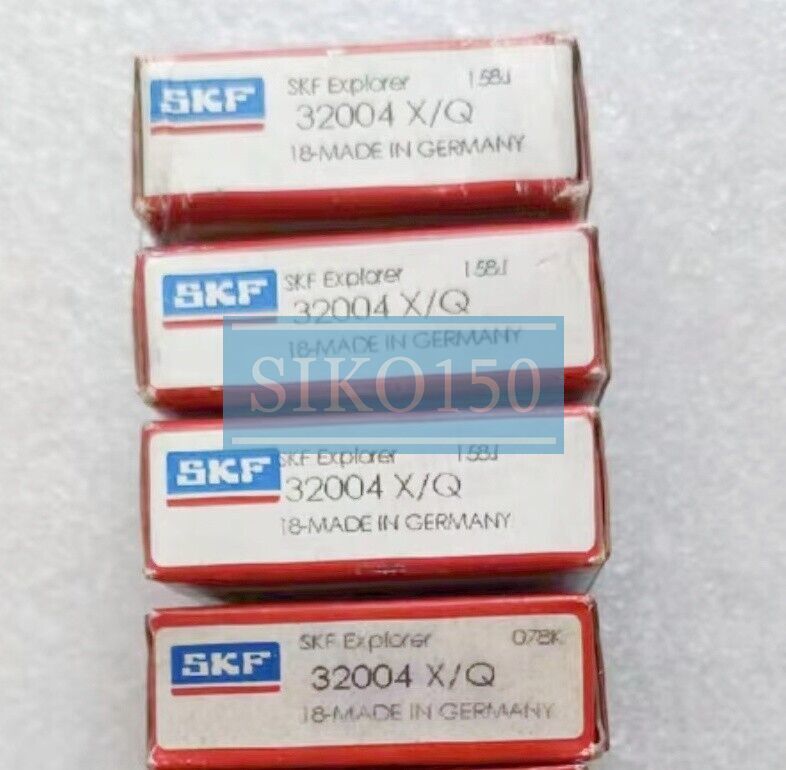 SKF
SKF Explorer 158J
32004 X/Q
18-MADE IN GERMANY
SKF
SKF Explorer 158J
32004 X/Q
18-MADE IN GERMANY
SIKO150
SKF
SKF Explorer 158J
32004 X/Q
18-MADE IN GERMANY
SKF
SKF Explorer 078K
32004 X/Q
18-MADE IN GERMANY